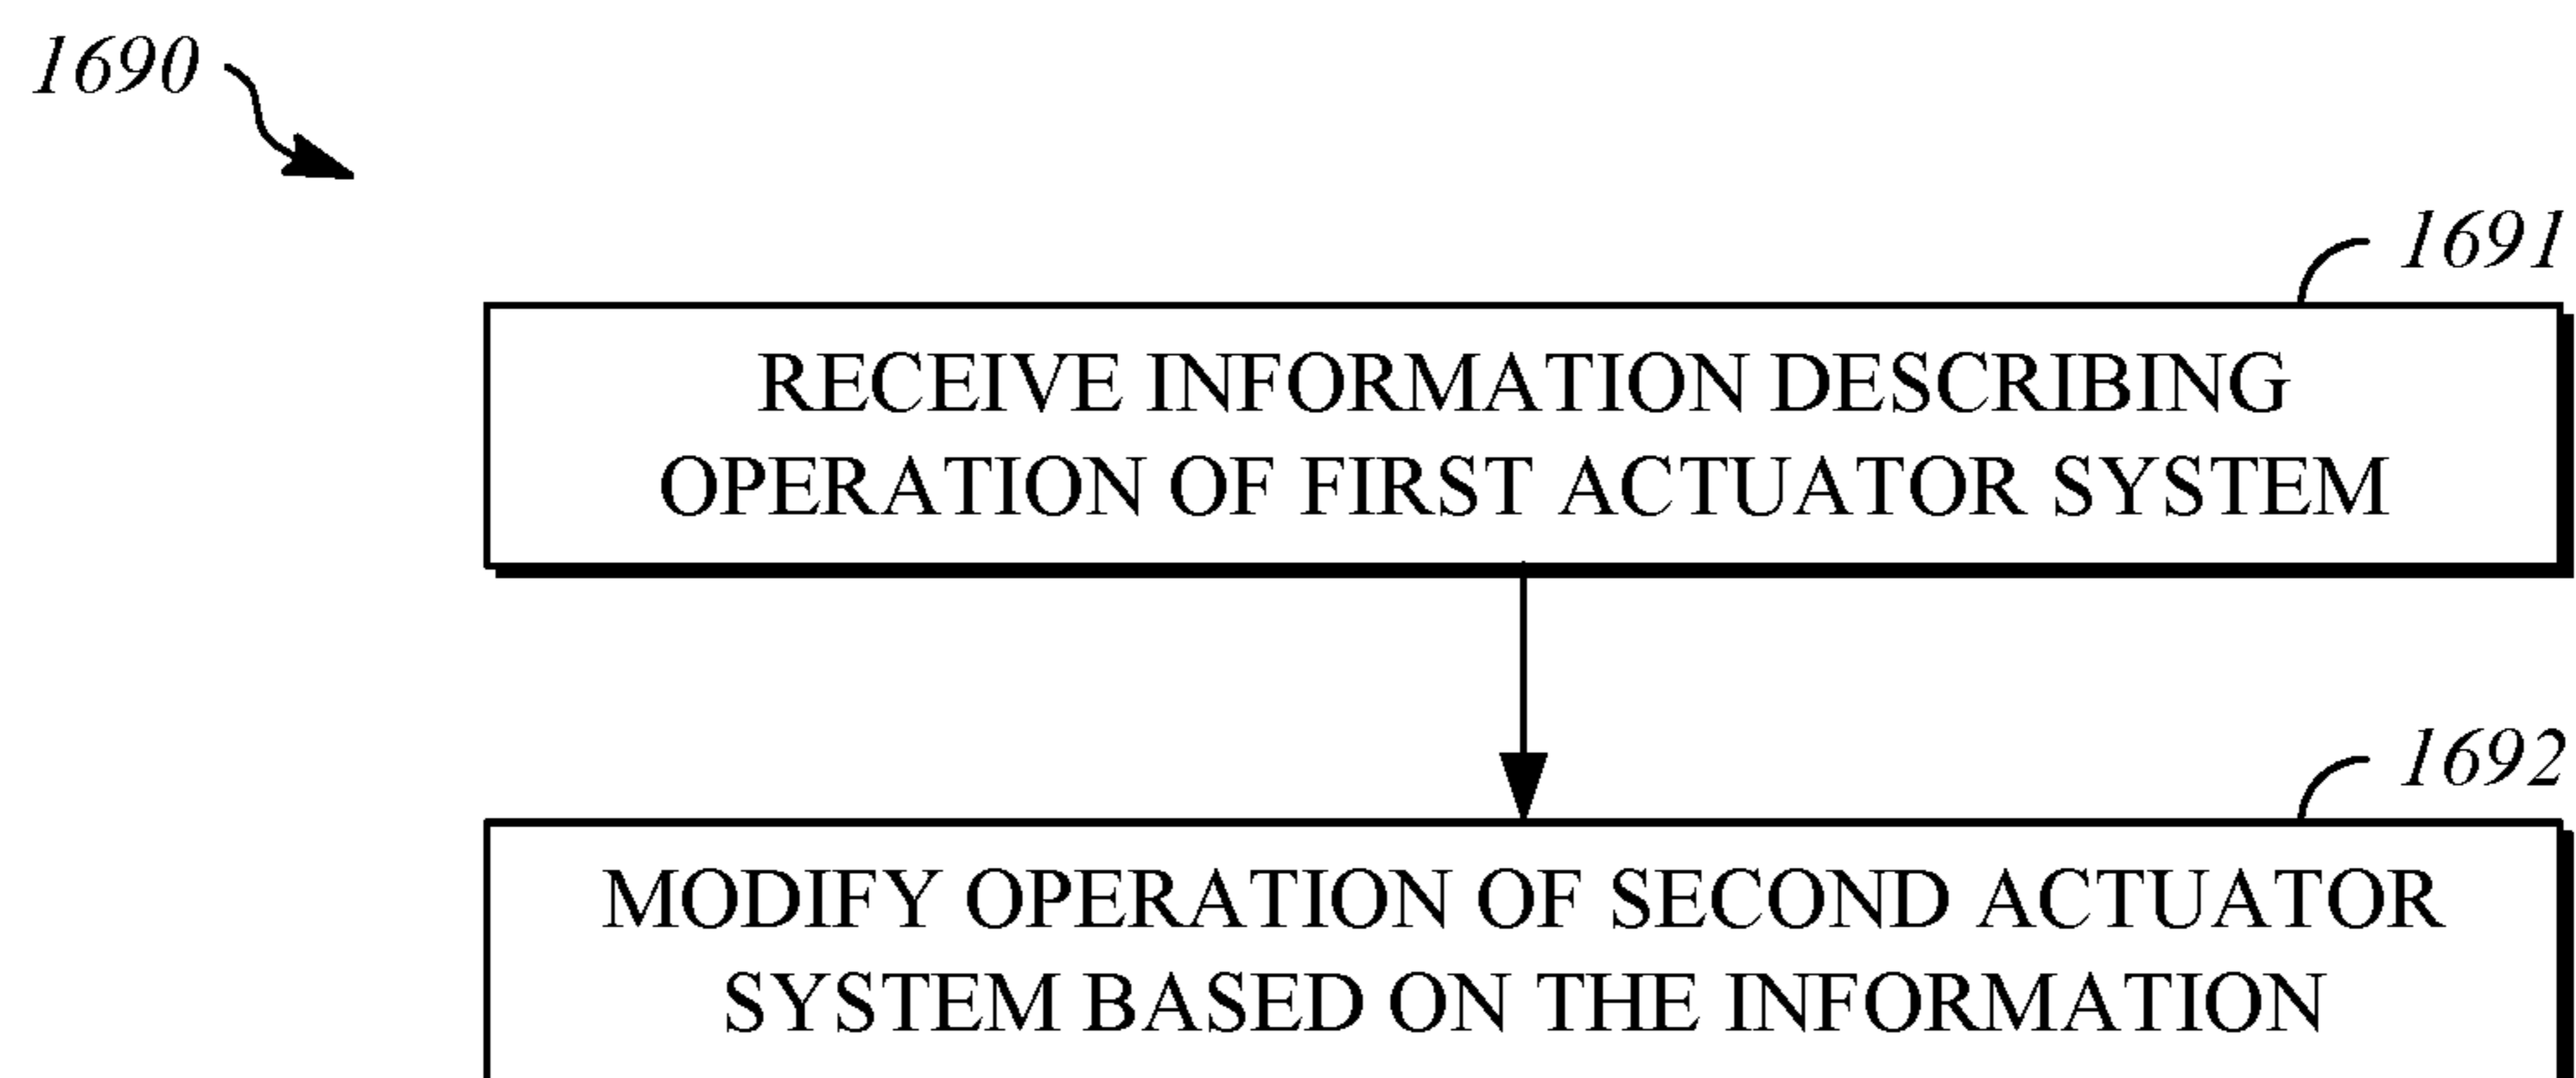 1690
1691
RECEIVE INFORMATION DESCRIBING
OPERATION OF FIRST ACTUATOR SYSTEM
1692
MODIFY OPERATION OF SECOND ACTUATOR
SYSTEM BASED ON THE INFORMATION